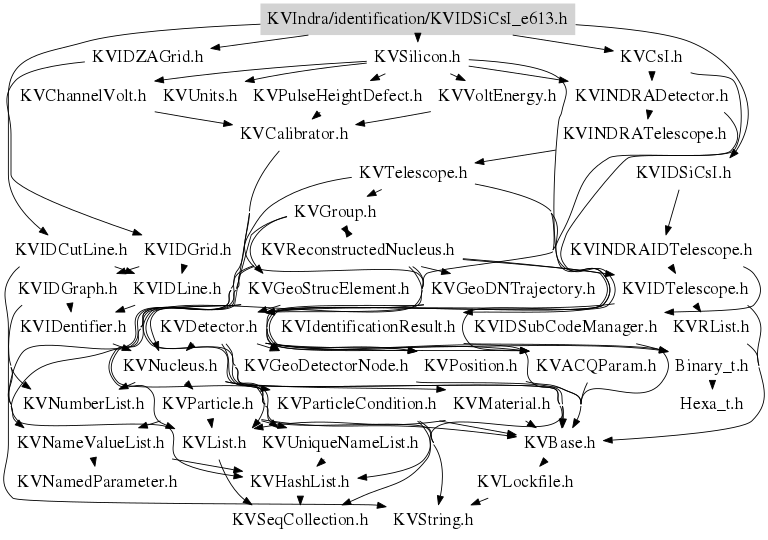 KVIndra/identification/KVIDSiCsI_e613.h
KVIDZAGrid.h KVSilicon.h KVCsI.h
KVChannelVolt.h KVUnits.h KVPulseHeightDefect.h KVVoltEnergy.h KVINDRADetector.h
KVCalibrator.h KVINDRATelescope.h
KVTelescope.h KVIDSiCsI.h
KVGroup.h
KVIDCutLine.h KVIDGrid.h KVReconstructedNucleus.h KVINDRAIDTelescope.h
KVIDGraph.h KVIDLine.h KVGeoStrucElement.h KVGeoDNTrajectory.h KVIDTelescope.h
KVIDentifier.h KVDetector.h KVIdentificationResult.h KVIDSubCodeManager.h KVRList.h
KVNucleus.h KVGeoDetectorNode.h KVPosition.h KVACQParam.h Binary_t.h
KVNumberList.h KVParticle.h KVParticleCondition.h KVMaterial.h Hexa_t.h
KVNameValueList.h KVList.h KVUniqueNameList.h KVBase.h
KVNamedParameter.h KVHashList.h KVLockfile.h
KVSeqCollection.h KVString.h